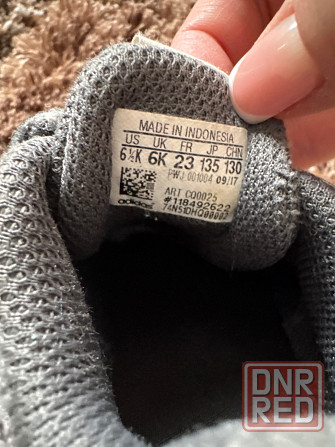 MADE IN INDONESIA
US UK FR JP CHN
6½K 6K 23 135 130
PWJ 001004 09/17
ART C00025
#118492622
adidas
DNR
RED